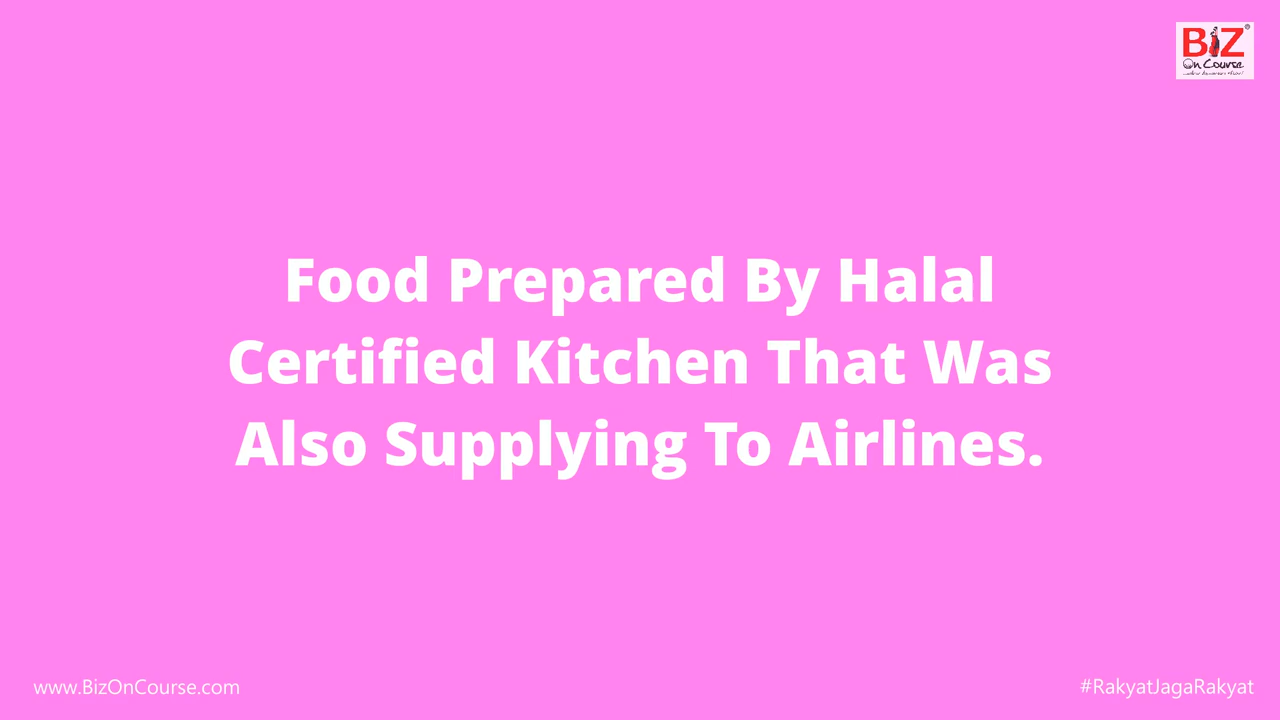 BiZ®
On Course
Food Prepared By Halal
Certified Kitchen That Was
Also Supplying To Airlines.
www.BizOnCourse.com
#RakyatJagaRakyat